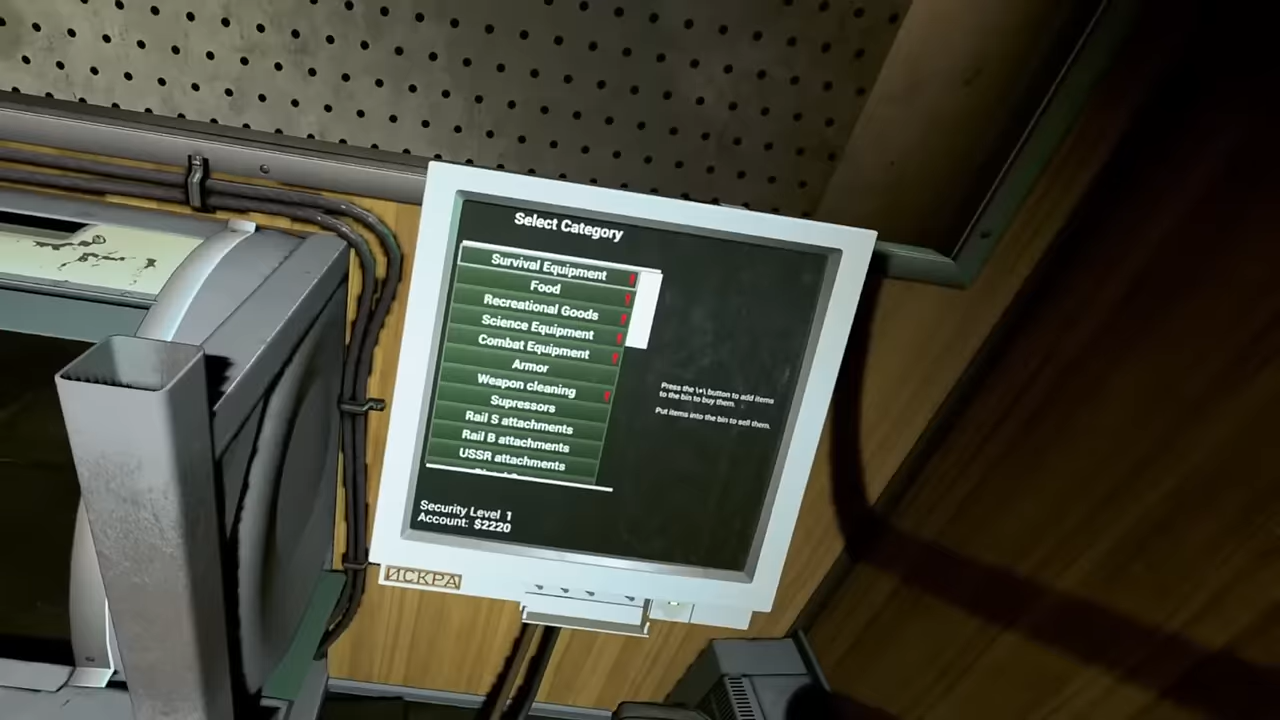 Select Category
Survival Equipment
Food
Recreational Goods
Science Equipment
Combat Equipment
Armor
Weapon cleaning
Supressors
Rail S attachments
Rail B attachments
USSR attachments
Press the \+\ button to add items
to the bin to buy them.
Put items into the bin to sell them.
Security Level 1
Account: $2220
ИСКРА